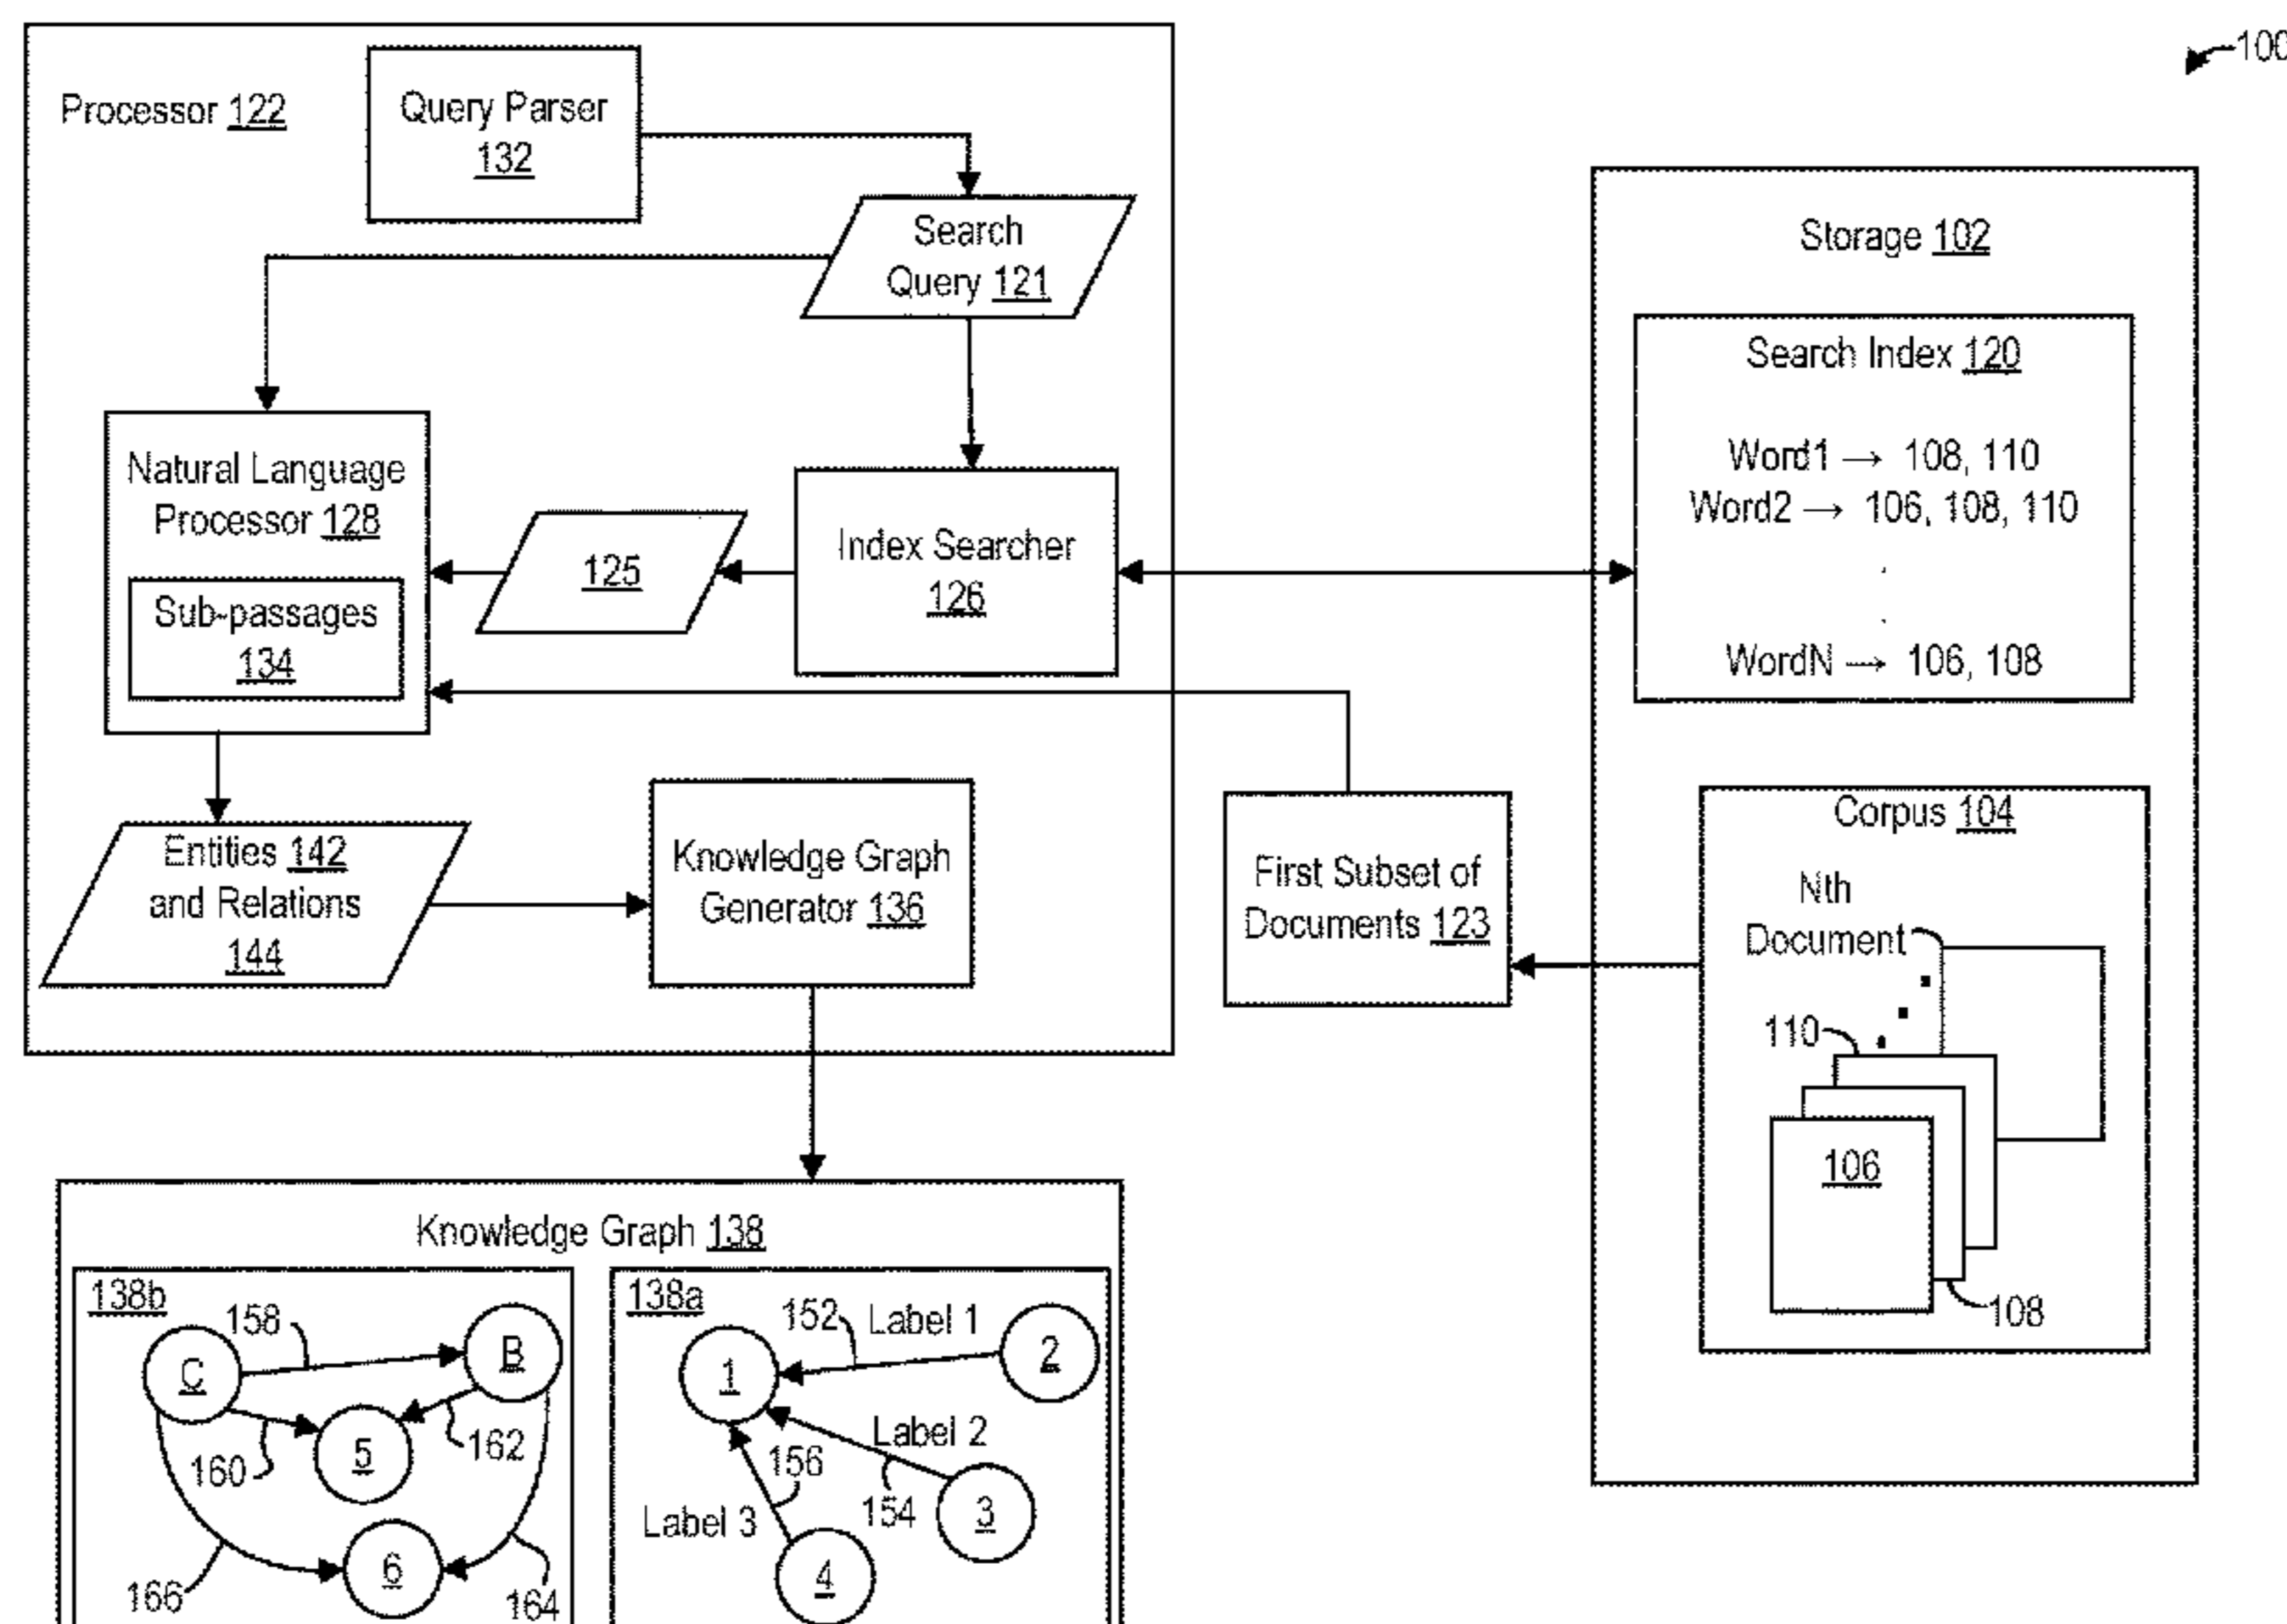 100
Processor 122
Query Parser
132
Search
Query 121
Natural Language
Processor 128
Sub-passages
134
125
Index Searcher
126
Entities 142
and Relations
144
Knowledge Graph
Generator 136
First Subset of
Documents 123
Storage 102
Search Index 120
Word1 → 108, 110
Word2 → 106, 108, 110
.
.
WordN → 106, 108
Corpus 104
Nth
Document
110
106
108
Knowledge Graph 138
138b
158
C
B
5
160
162
6
166
164
138a
152
Label 1
1
2
Label 2
156
154
3
Label 3
4